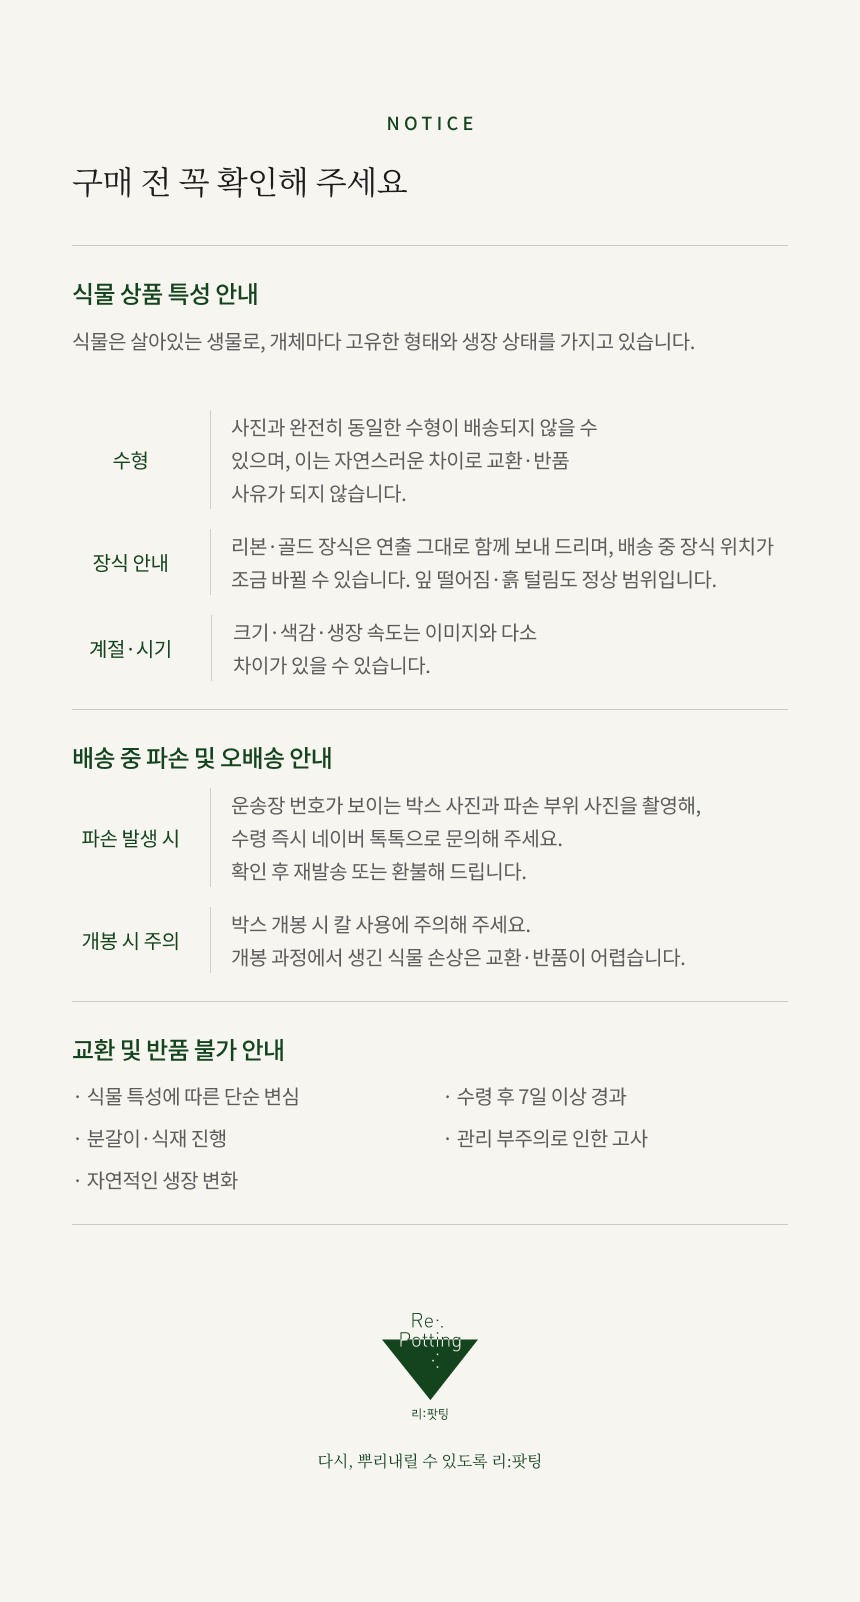 NOTICE
구매 전 꼭 확인해 주세요
식물 상품 특성 안내
식물은 살아있는 생물로, 개체마다 고유한 형태와 생장 상태를 가지고 있습니다.
수형
사진과 완전히 동일한 수형이 배송되지 않을 수
있으며, 이는 자연스러운 차이로 교환·반품
사유가 되지 않습니다.
장식 안내
리본·골드 장식은 연출 그대로 함께 보내 드리며, 배송 중 장식 위치가
조금 바뀔 수 있습니다. 잎 떨어짐·흙 털림도 정상 범위입니다.
계절·시기
크기·색감·생장 속도는 이미지와 다소
차이가 있을 수 있습니다.
배송 중 파손 및 오배송 안내
파손 발생 시
운송장 번호가 보이는 박스 사진과 파손 부위 사진을 촬영해,
수령 즉시 네이버 톡톡으로 문의해 주세요.
확인 후 재발송 또는 환불해 드립니다.
개봉 시 주의
박스 개봉 시 칼 사용에 주의해 주세요.
개봉 과정에서 생긴 식물 손상은 교환·반품이 어렵습니다.
교환 및 반품 불가 안내
· 식물 특성에 따른 단순 변심
· 수령 후 7일 이상 경과
· 분갈이·식재 진행
· 관리 부주의로 인한 고사
· 자연적인 생장 변화
Re:.
Potting
리:팟팅
다시, 뿌리내릴 수 있도록 리:팟팅